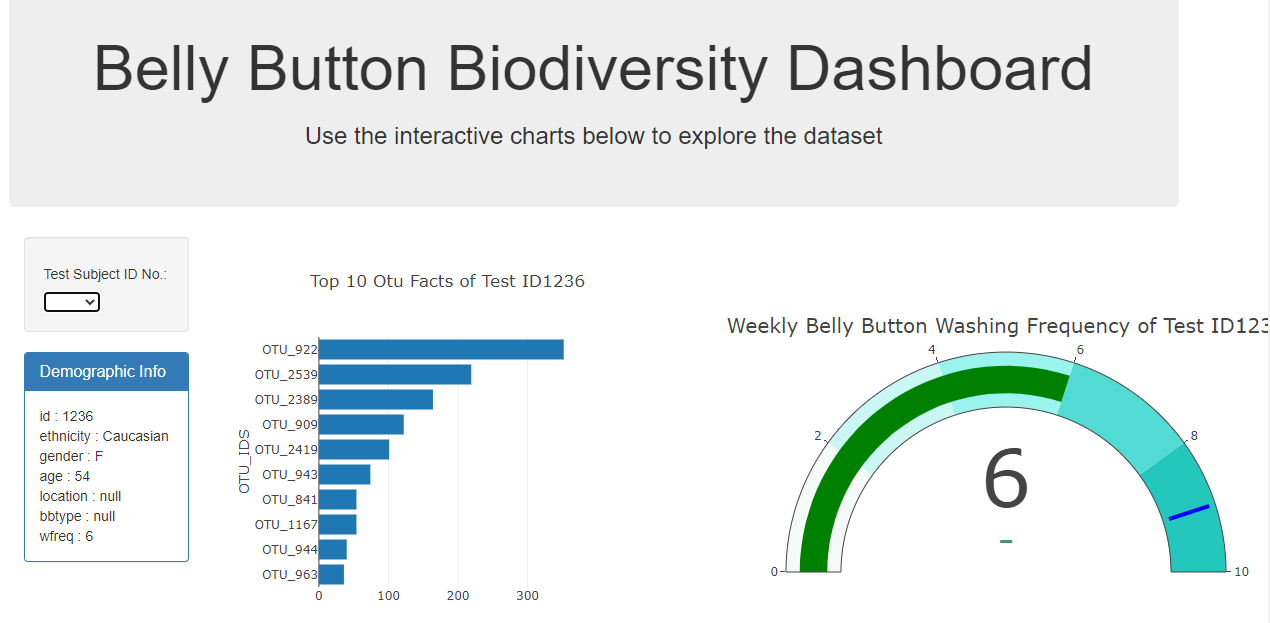 Belly Button Biodiversity Dashboard
Use the interactive charts below to explore the dataset
Test Subject ID No.:
Demographic Info
id : 1236
ethnicity : Caucasian
gender : F
age : 54
location : null
bbtype : null
wfreq : 6
Top 10 Otu Facts of Test ID1236
OTU_IDS
OTU_922
OTU_2539
OTU_2389
OTU_909
OTU_2419
OTU_943
OTU_841
OTU_1167
OTU_944
OTU_963
0 100 200 300
Weekly Belly Button Washing Frequency of Test ID123
0
2
4
6
8
10
6
-